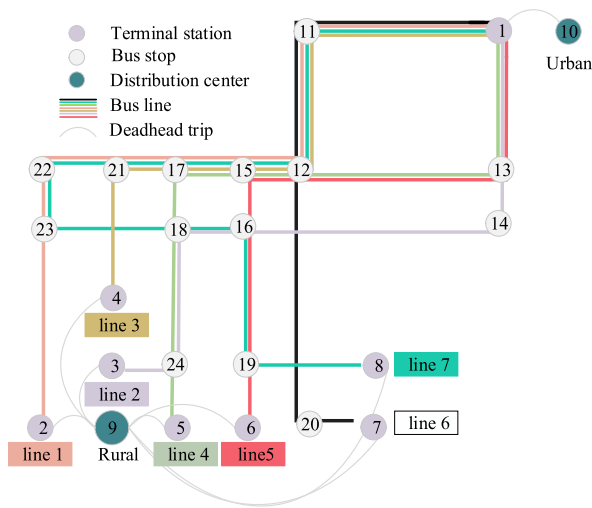 Terminal station
Bus stop
Distribution center
Bus line
Deadhead trip
11
1
10
Urban
22
21
17
15
12
13
23
18
16
14
4
line 3
3
24
19
8
line 7
line 2
2
9
5
6
20
7
line 6
line 1
Rural
line 4
line5